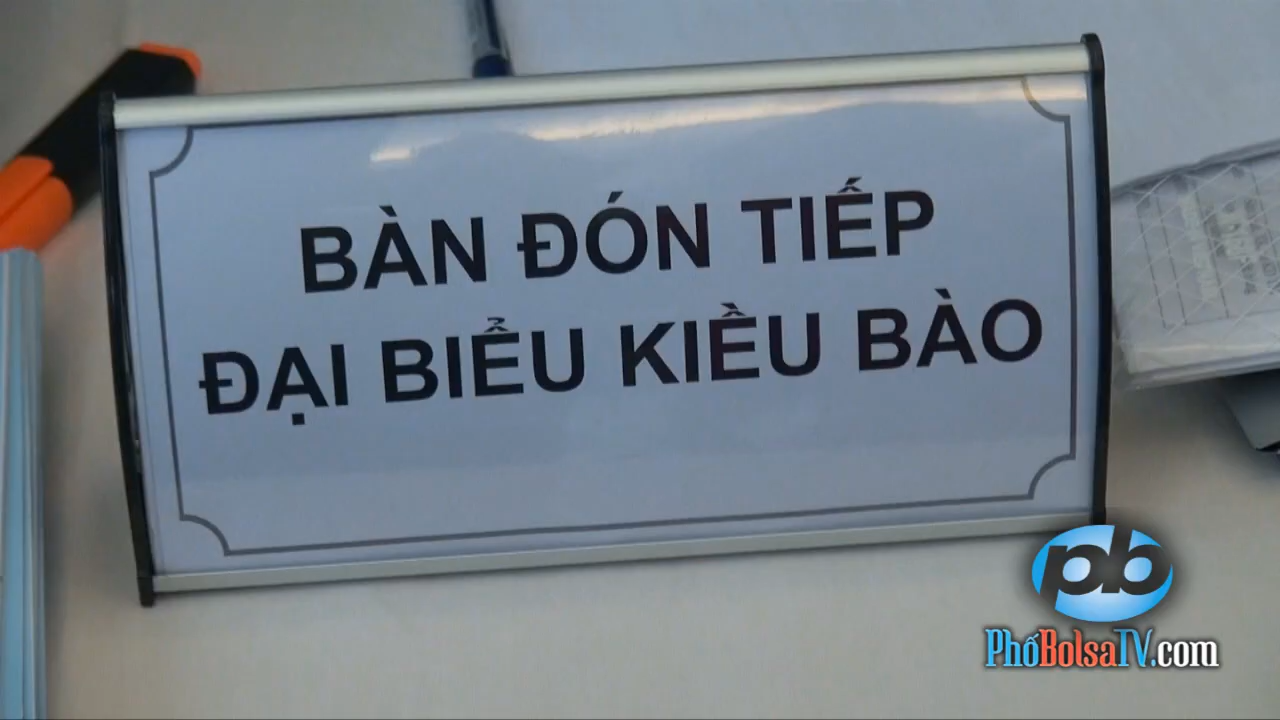 BÀN ĐÓN TIẾP
ĐẠI BIỂU KIỀU BÀO
pb
PhốBolsaTV.com